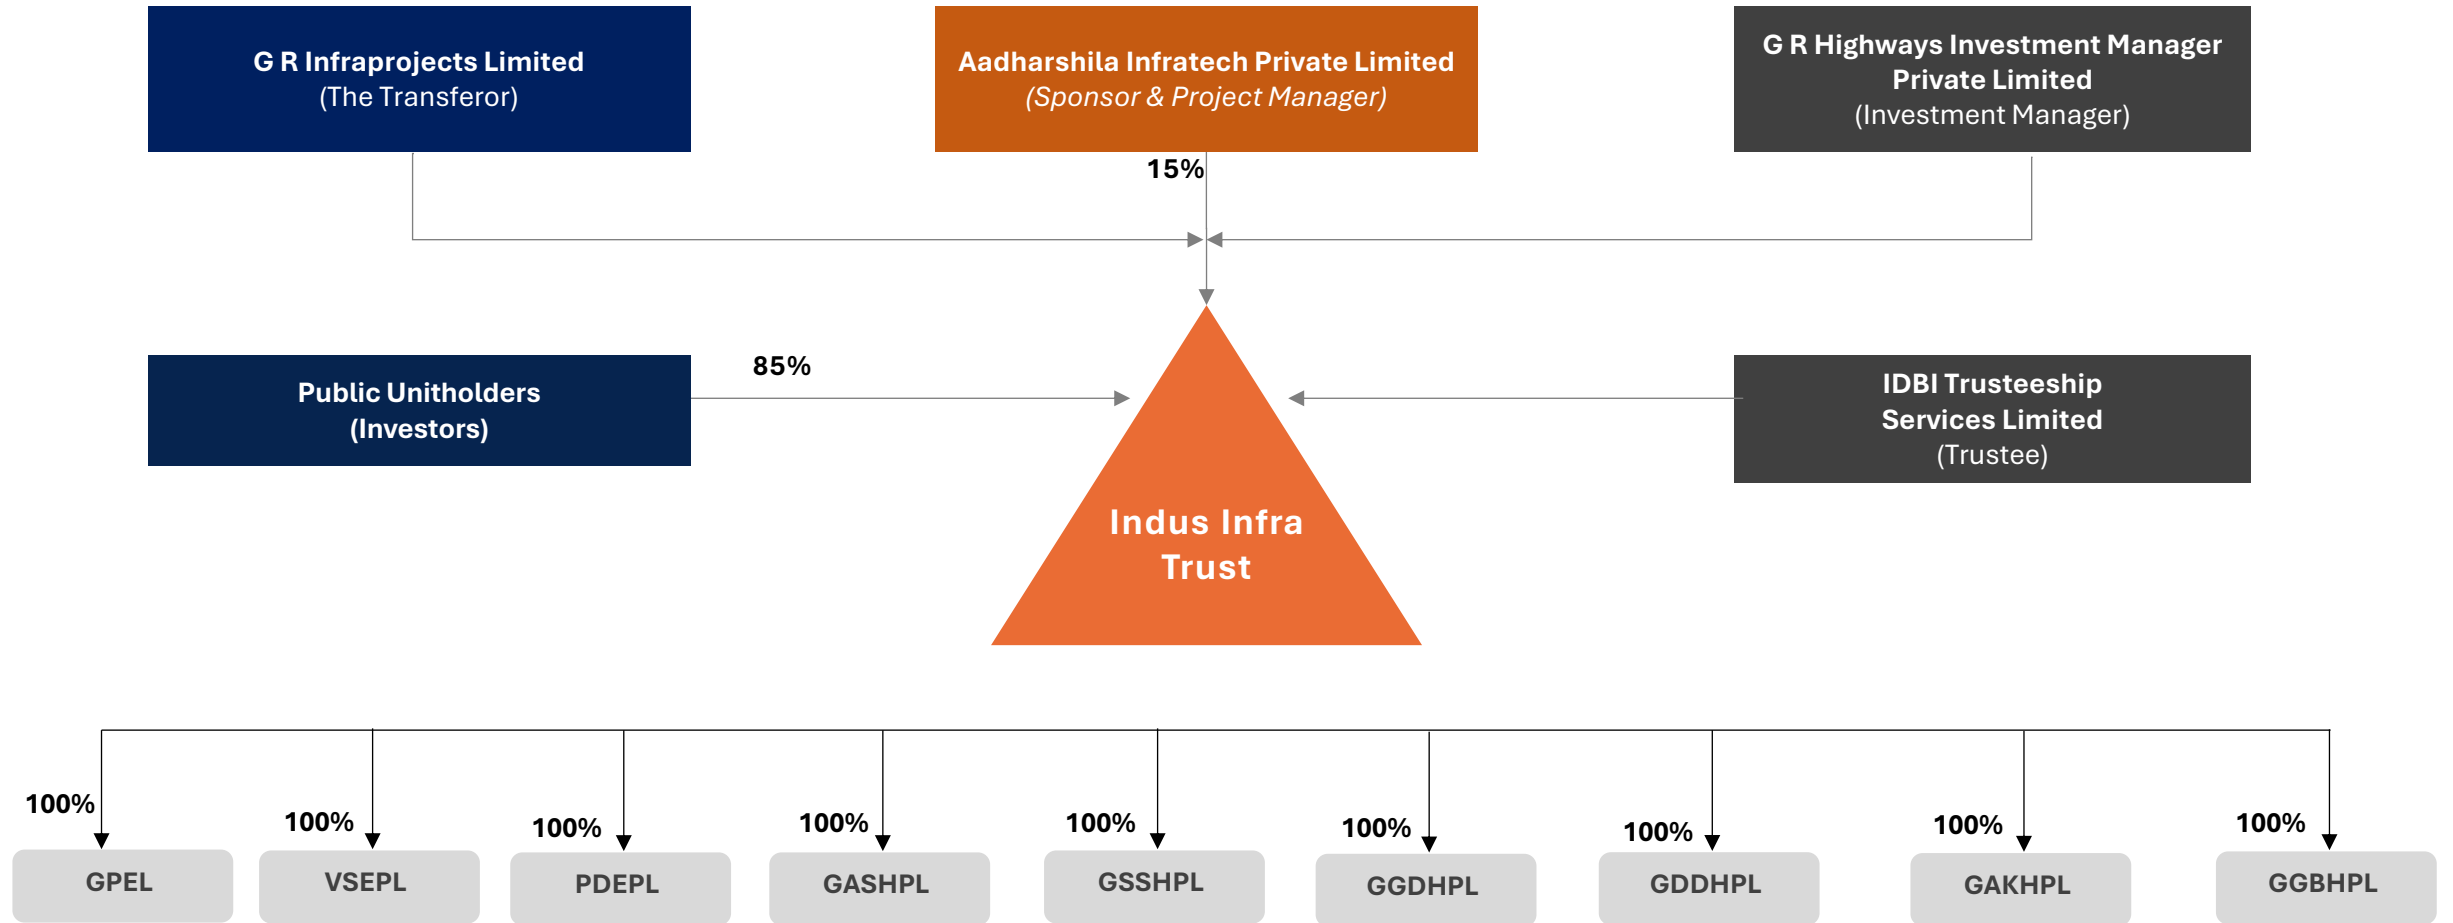 G R Infraprojects Limited
(The Transferor)
Aadharshila Infratech Private Limited
(Sponsor & Project Manager)
G R Highways Investment Manager
Private Limited
(Investment Manager)
15%
Public Unitholders
(Investors)
85%
IDBI Trusteeship
Services Limited
(Trustee)
Indus Infra
Trust
100%
100%
100%
100%
100%
100%
100%
100%
100%
GPEL
VSEPL
PDEPL
GASHPL
GSSHPL
GGDHPL
GDDHPL
GAKHPL
GGBHPL